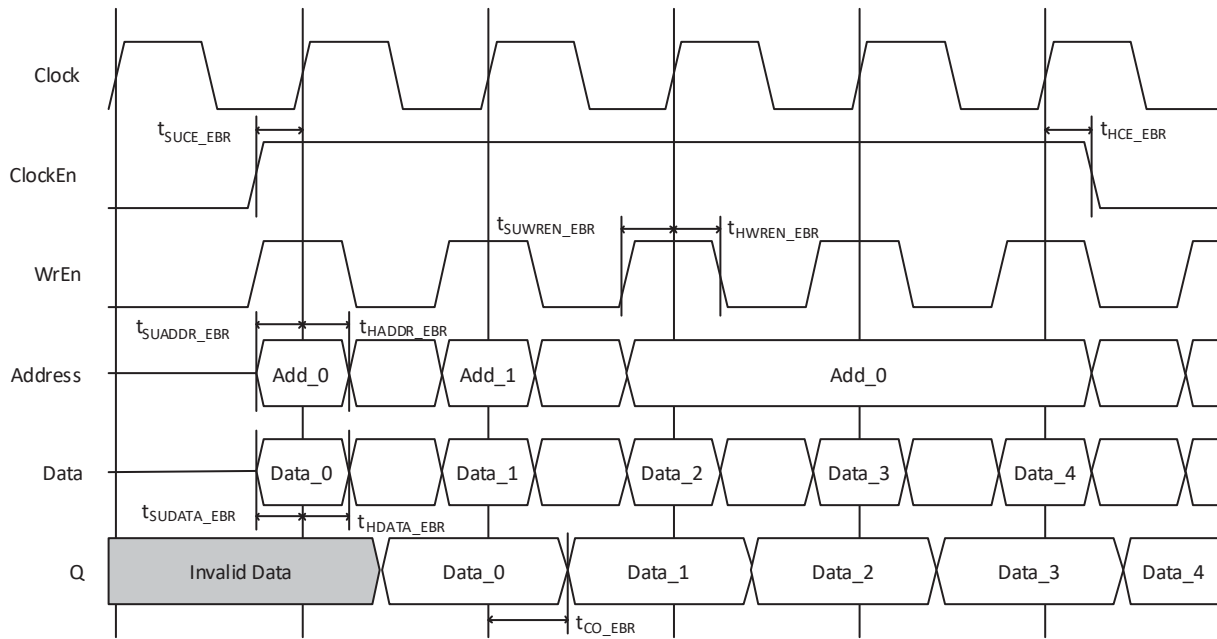 Clock
tSUCE_EBR
tHCE_EBR
ClockEn
tSUWREN_EBR
tHWREN_EBR
WrEn
tSUADDR_EBR
tHADDR_EBR
Address Add_0 Add_1 Add_0
Data Data_0 Data_1 Data_2 Data_3 Data_4
tSUDATA_EBR
tHDATA_EBR
Q Invalid Data Data_0 Data_1 Data_2 Data_3 Data_4
tCO_EBR